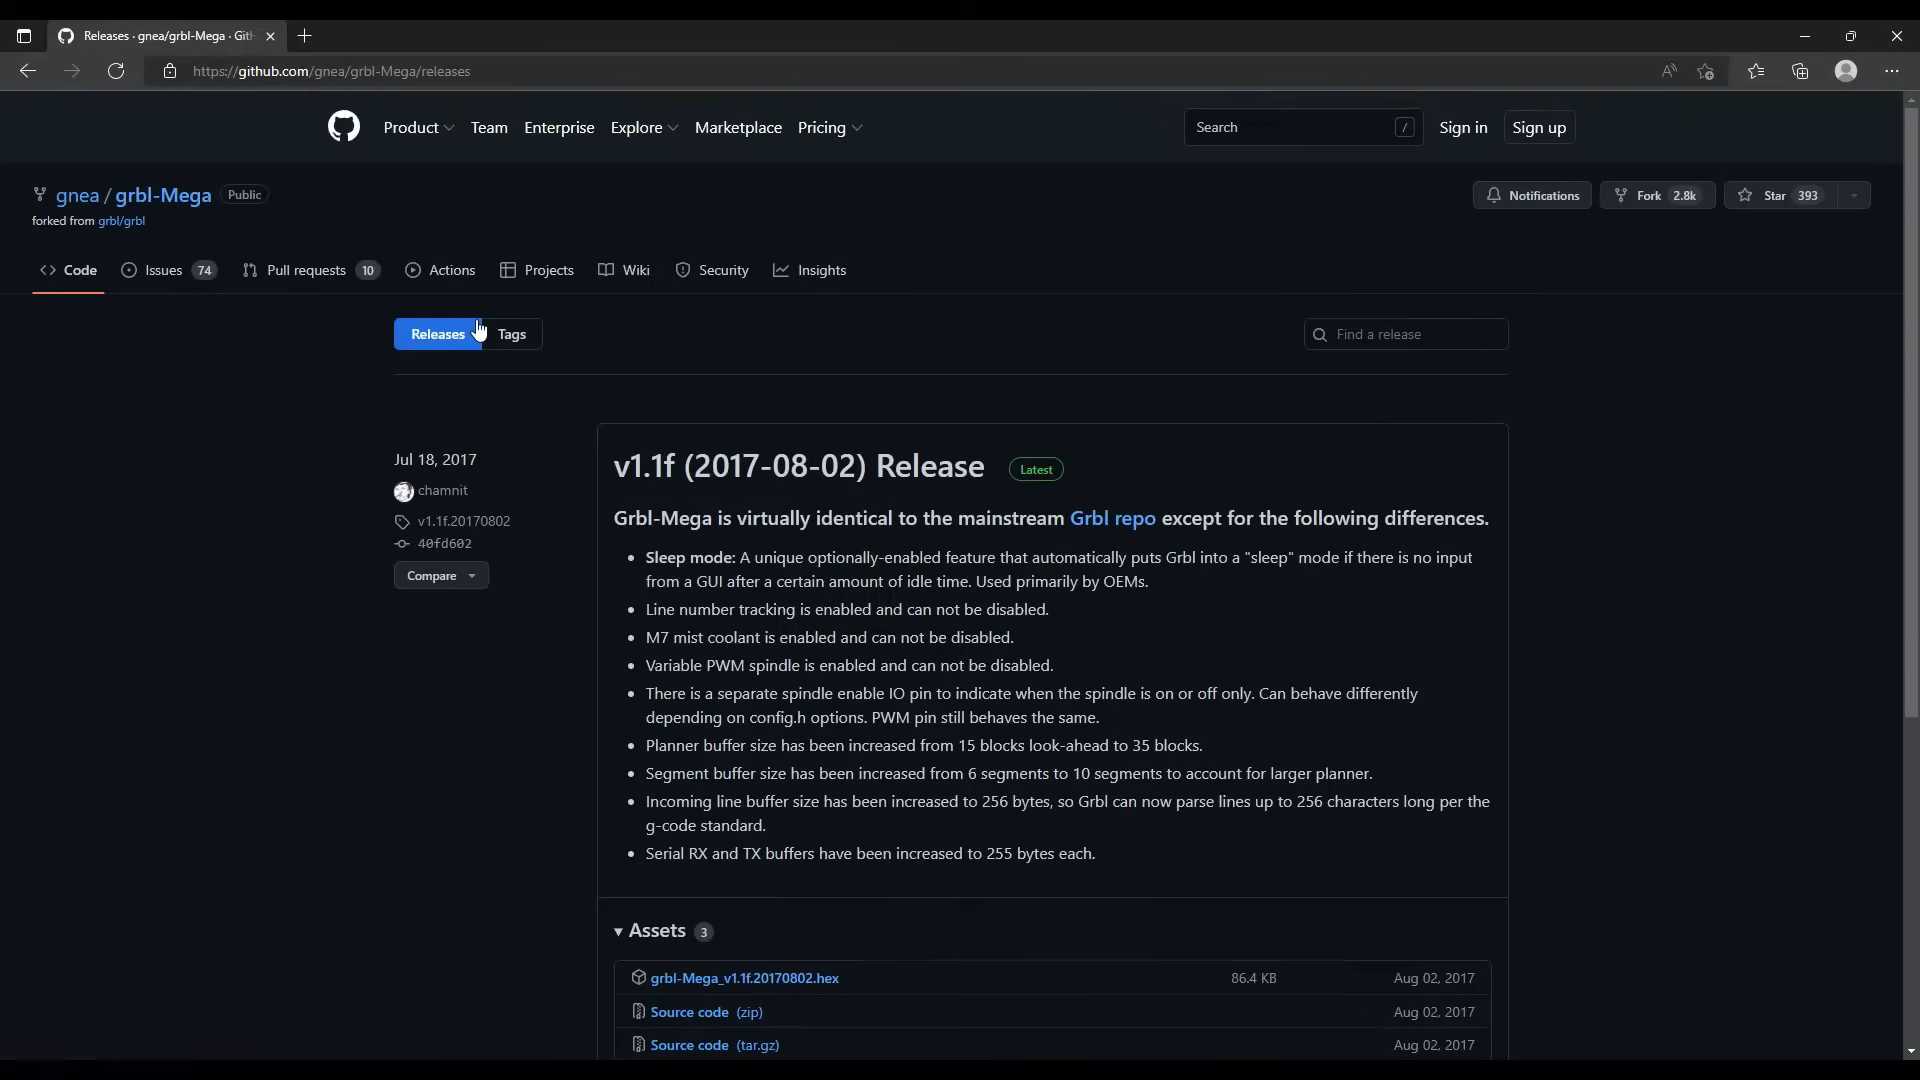 Releases · gnea/grbl-Mega · Git
https://github.com/gnea/grbl-Mega/releases
Product Team Enterprise Explore Marketplace Pricing Search / Sign in Sign up
gnea / grbl-Mega Public Notifications Fork 2.8k Star 393
forked from grbl/grbl
Code Issues 74 Pull requests 10 Actions Projects Wiki Security Insights
Releases Tags Find a release
Jul 18, 2017
chamnit
v1.1f.20170802
40fd602
Compare
v1.1f (2017-08-02) Release Latest
Grbl-Mega is virtually identical to the mainstream Grbl repo except for the following differences.
• Sleep mode: A unique optionally-enabled feature that automatically puts Grbl into a "sleep" mode if there is no input
from a GUI after a certain amount of idle time. Used primarily by OEMs.
• Line number tracking is enabled and can not be disabled.
• M7 mist coolant is enabled and can not be disabled.
• Variable PWM spindle is enabled and can not be disabled.
• There is a separate spindle enable IO pin to indicate when the spindle is on or off only. Can behave differently
depending on config.h options. PWM pin still behaves the same.
• Planner buffer size has been increased from 15 blocks look-ahead to 35 blocks.
• Segment buffer size has been increased from 6 segments to 10 segments to account for larger planner.
• Incoming line buffer size has been increased to 256 bytes, so Grbl can now parse lines up to 256 characters long per the
g-code standard.
• Serial RX and TX buffers have been increased to 255 bytes each.
Assets 3
grbl-Mega_v1.1f.20170802.hex 86.4 KB Aug 02, 2017
Source code (zip) Aug 02, 2017
Source code (tar.gz) Aug 02, 2017